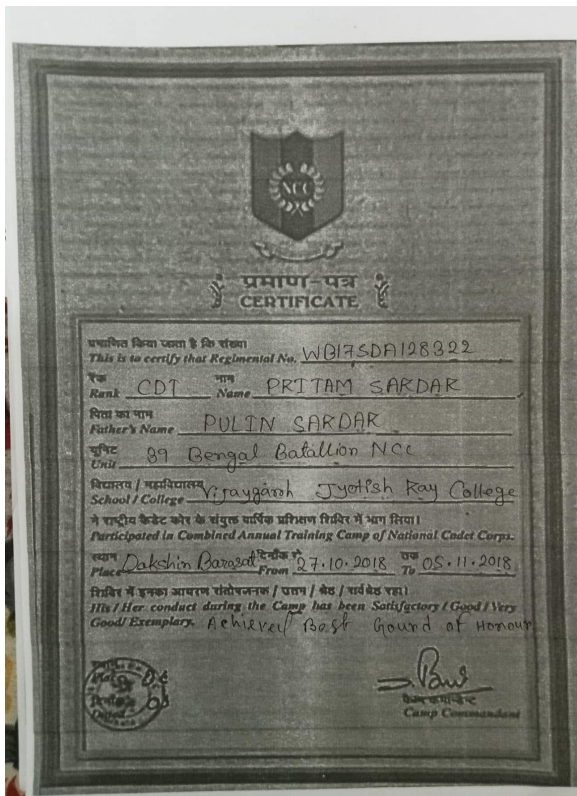 NCC
प्रमाण-पत्र
CERTIFICATE
प्रमाणित किया जाता है कि संख्या
This is to certify that Regimental No. WB17SDA128322
रैंक नाम
Rank CDT Name PRITAM SARDAR
पिता का नाम
Father's Name PULIN SARDAR
यूनिट
Unit 39 Bengal Batallion NCC
विद्यालय / महाविद्यालय
School / College Vijaygarh Jyotish Ray College
ने राष्ट्रीय कैडेट कोर के संयुक्त वार्षिक प्रशिक्षण शिविर में भाग लिया।
Participated in Combined Annual Training Camp of National Cadet Corps.
स्थान दिनाँक से तक
Place Dakshin Barasat From 27.10.2018 To 05.11.2018
शिविर में इनका आचरण संतोषजनक / उत्तम / श्रेष्ठ / सर्वश्रेष्ठ रहा।
His / Her conduct during the Camp has been Satisfactory / Good / Very
Good / Exemplary. Achieved Best Gourd of Honour
कैम्प कमाण्डेन्ट
Camp Commandant